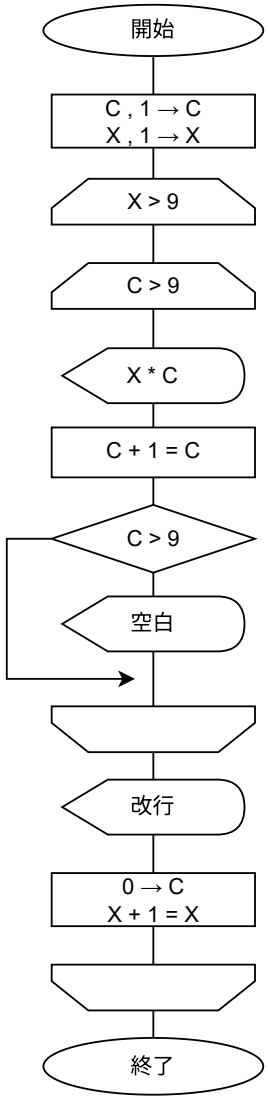 開始
C , 1 → C
X , 1 → X
X > 9
C > 9
X * C
C + 1 = C
C > 9
空白
改行
0 → C
X + 1 = X
終了